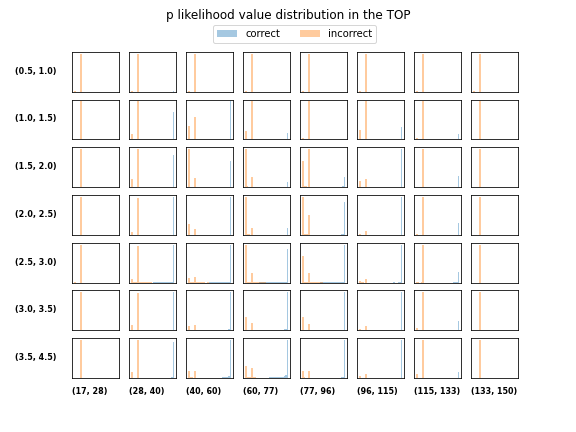 p likelihood value distribution in the TOP
correct incorrect
(0.5, 1.0)
(1.0, 1.5)
(1.5, 2.0)
(2.0, 2.5)
(2.5, 3.0)
(3.0, 3.5)
(3.5, 4.5)
(17, 28) (28, 40) (40, 60) (60, 77) (77, 96) (96, 115) (115, 133) (133, 150)